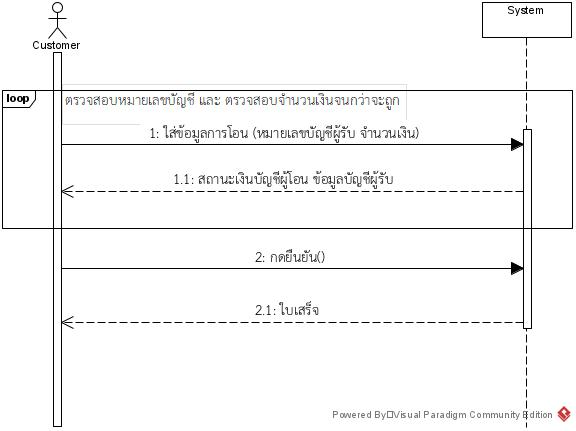 Customer
System
loop
ตรวจสอบหมายเลขบัญชี และ ตรวจสอบจำนวนเงินจนกว่าจะถูก
1: ใส่ข้อมูลการโอน (หมายเลขบัญชีผู้รับ จำนวนเงิน)
1.1: สถานะเงินบัญชีผู้โอน ข้อมูลบัญชีผู้รับ
2: กดยืนยัน()
2.1: ใบเสร็จ
Powered By Visual Paradigm Community Edition